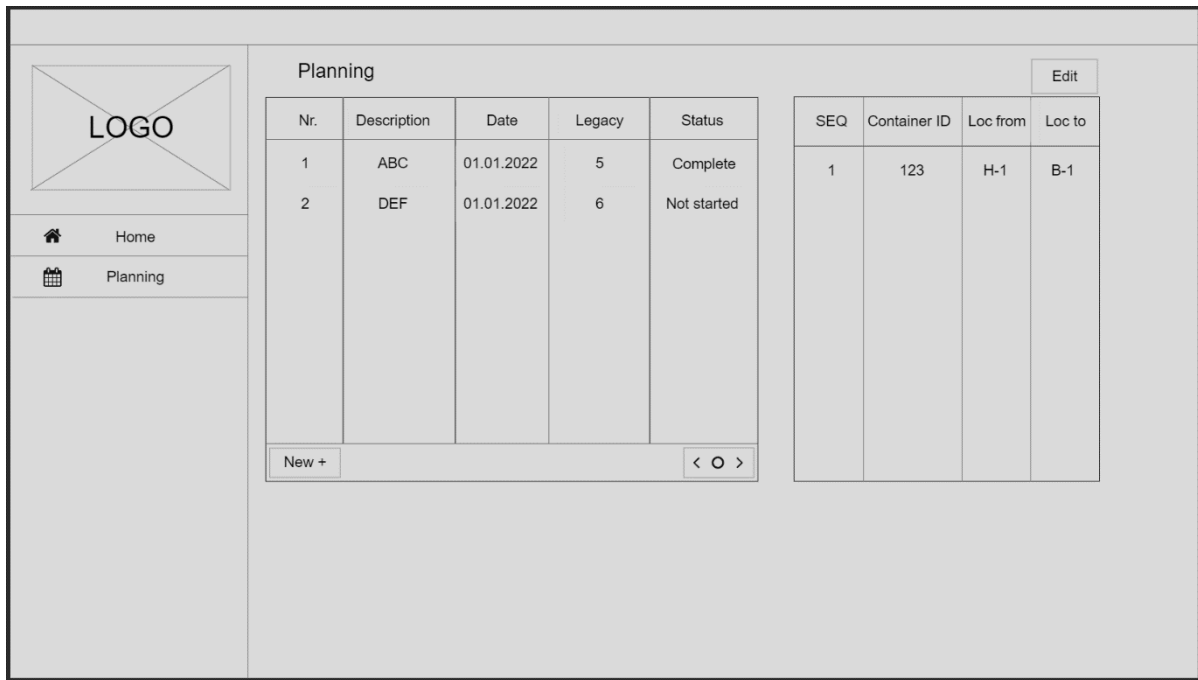 LOGO
Home
Planning
Planning
Nr. Description Date Legacy Status
1 ABC 01.01.2022 5 Complete
2 DEF 01.01.2022 6 Not started
New +
< O >
Edit
SEQ Container ID Loc from Loc to
1 123 H-1 B-1